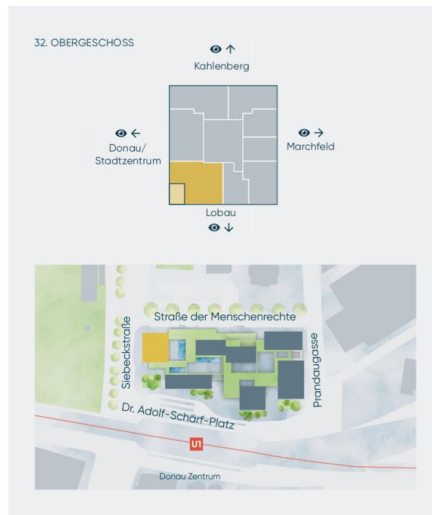 32. OBERGESCHOSS
Kahlenberg
Donau/
Stadtzentrum
Marchfeld
Lobau
Straße der Menschenrechte
Siebeckstraße
Prandaugasse
Dr. Adolf-Schärf-Platz
U1
Donau Zentrum